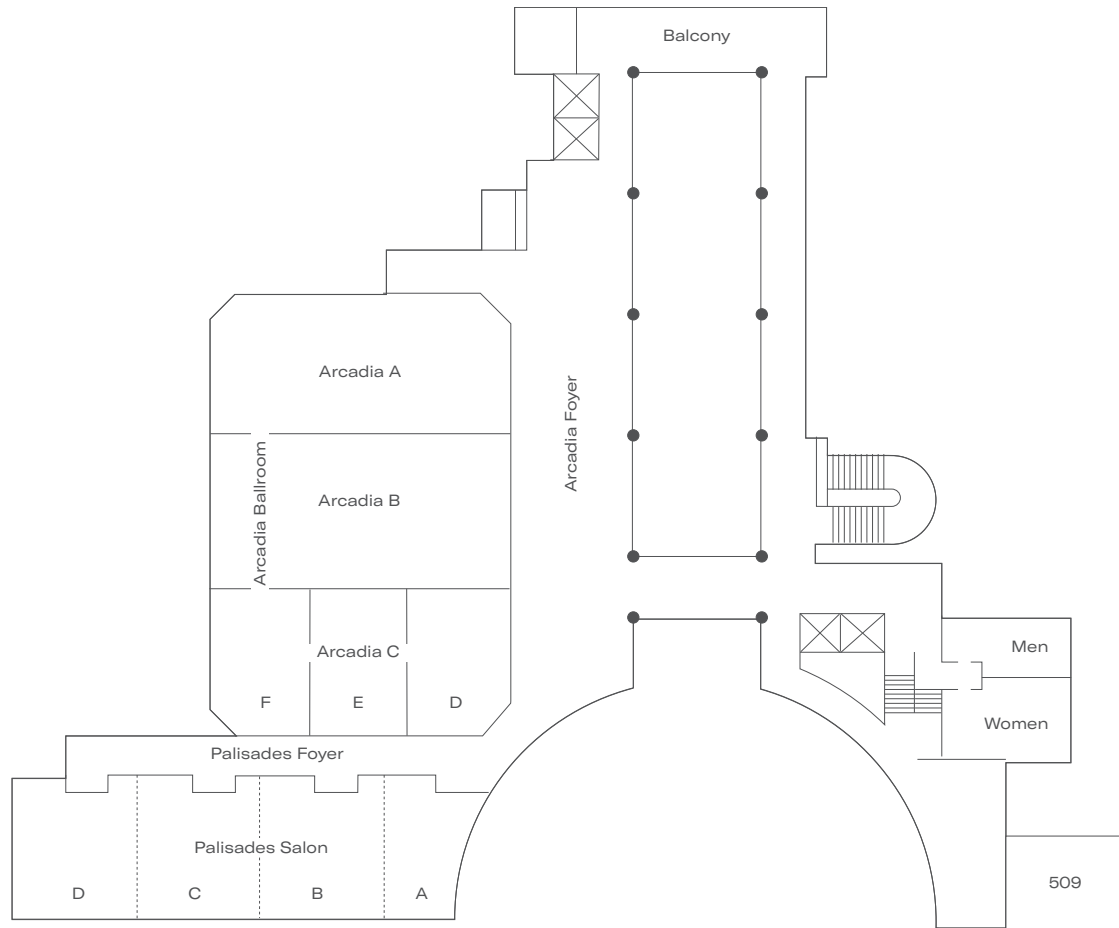 Balcony
Arcadia A
Arcadia Foyer
Arcadia Ballroom
Arcadia B
Arcadia C
F
E
D
Men
Women
Palisades Foyer
Palisades Salon
D
C
B
A
509